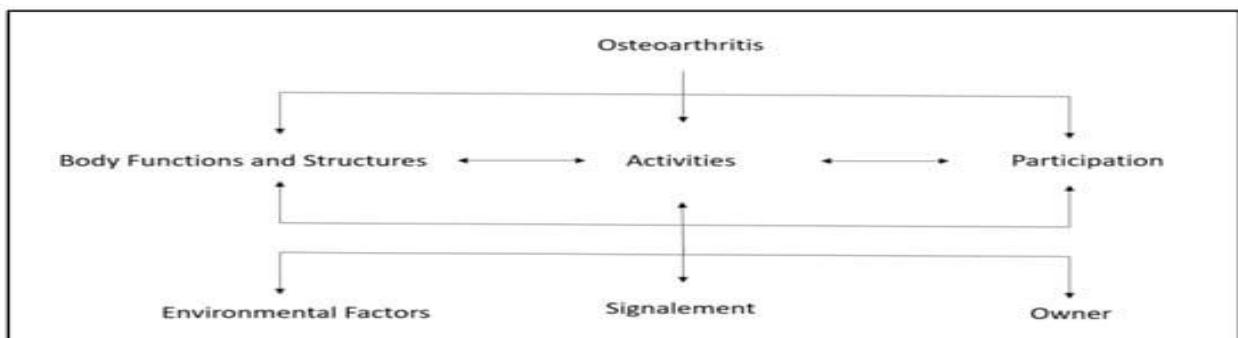 Osteoarthritis
Body Functions and Structures Activities Participation
Environmental Factors Signalement Owner